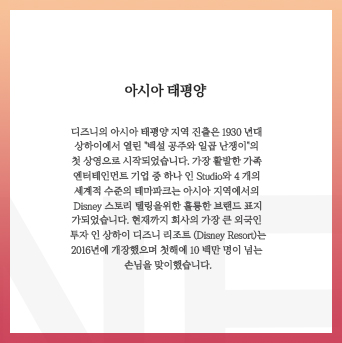 아시아 태평양
디즈니의 아시아 태평양 지역 진출은 1930 년대
상하이에서 열린 "백설 공주와 일곱 난쟁이"의
첫 상영으로 시작되었습니다. 가장 활발한 가족
엔터테인먼트 기업 중 하나 인 Studio와 4 개의
세계적 수준의 테마파크는 아시아 지역에서의
Disney 스토리 텔링을위한 훌륭한 브랜드 표지
가되었습니다. 현재까지 회사의 가장 큰 외국인
투자 인 상하이 디즈니 리조트 (Disney Resort)는
2016년에 개장했으며 첫해에 10 백만 명이 넘는
손님을 맞이했습니다.